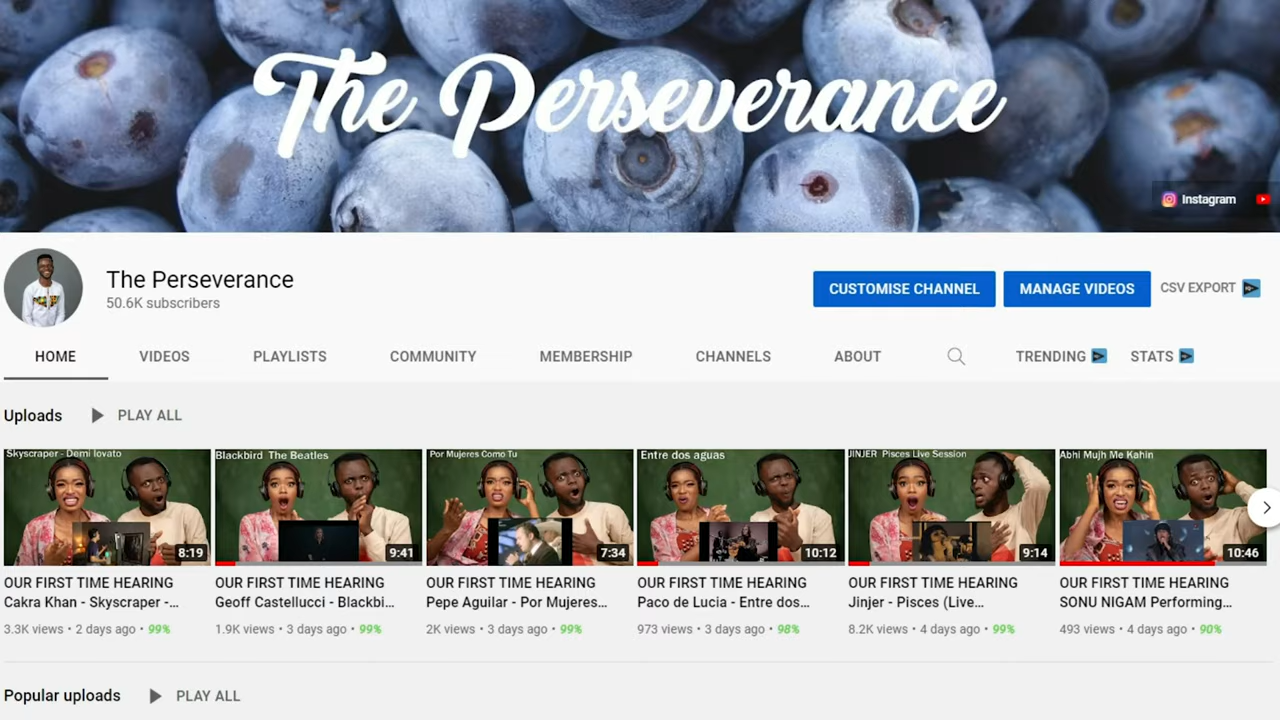 The Perseverance
Instagram
The Perseverance
50.6K subscribers
CUSTOMISE CHANNEL
MANAGE VIDEOS
CSV EXPORT
HOME
VIDEOS
PLAYLISTS
COMMUNITY
MEMBERSHIP
CHANNELS
ABOUT
TRENDING
STATS
Uploads
PLAY ALL
Skyscraper - Demi lovato
8:19
OUR FIRST TIME HEARING
Cakra Khan - Skyscraper -...
3.3K views • 2 days ago • 99%
Blackbird The Beatles
9:41
OUR FIRST TIME HEARING
Geoff Castellucci - Blackbi...
1.9K views • 3 days ago • 99%
Por Mujeres Como Tu
7:34
OUR FIRST TIME HEARING
Pepe Aguilar - Por Mujeres...
2K views • 3 days ago • 99%
Entre dos aguas
10:12
OUR FIRST TIME HEARING
Paco de Lucia - Entre dos...
973 views • 3 days ago • 98%
JINJER Pisces Live Session
9:14
OUR FIRST TIME HEARING
Jinjer - Pisces (Live...
8.2K views • 4 days ago • 99%
Abhi Mujh Me Kahin
10:46
OUR FIRST TIME HEARING
SONU NIGAM Performing...
493 views • 4 days ago • 90%
Popular uploads
PLAY ALL